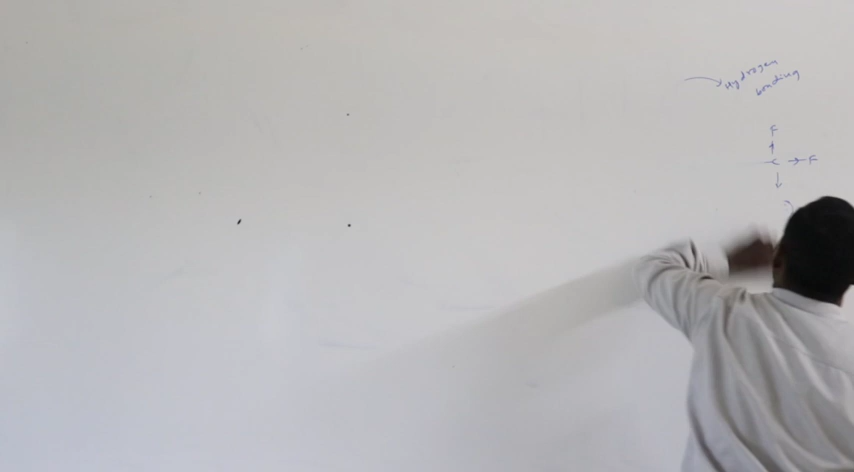 Hydrogen
bonding
F
C → F